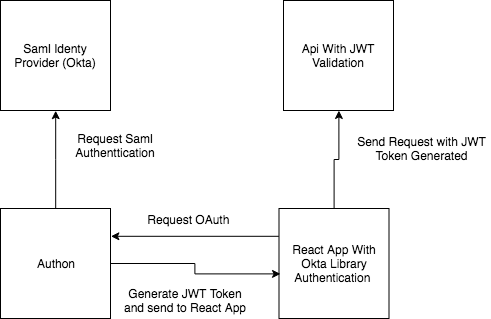 Saml Identy
Provider (Okta)
Api With JWT
Validation
Request Saml
Authenttication
Send Request with JWT
Token Generated
Request OAuth
Authon
React App With
Okta Library
Authentication
Generate JWT Token
and send to React App